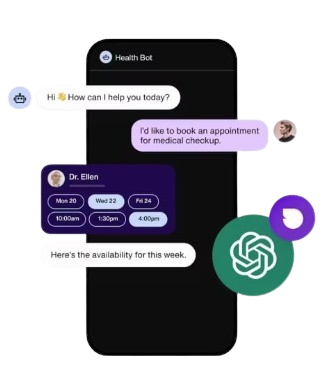 Health Bot
Hi 👋 How can I help you today?
I'd like to book an appointment
for medical checkup.
Dr. Ellen
Mon 20 Wed 22 Fri 24
10:00am 1:30pm 4:00pm
Here's the availability for this week.